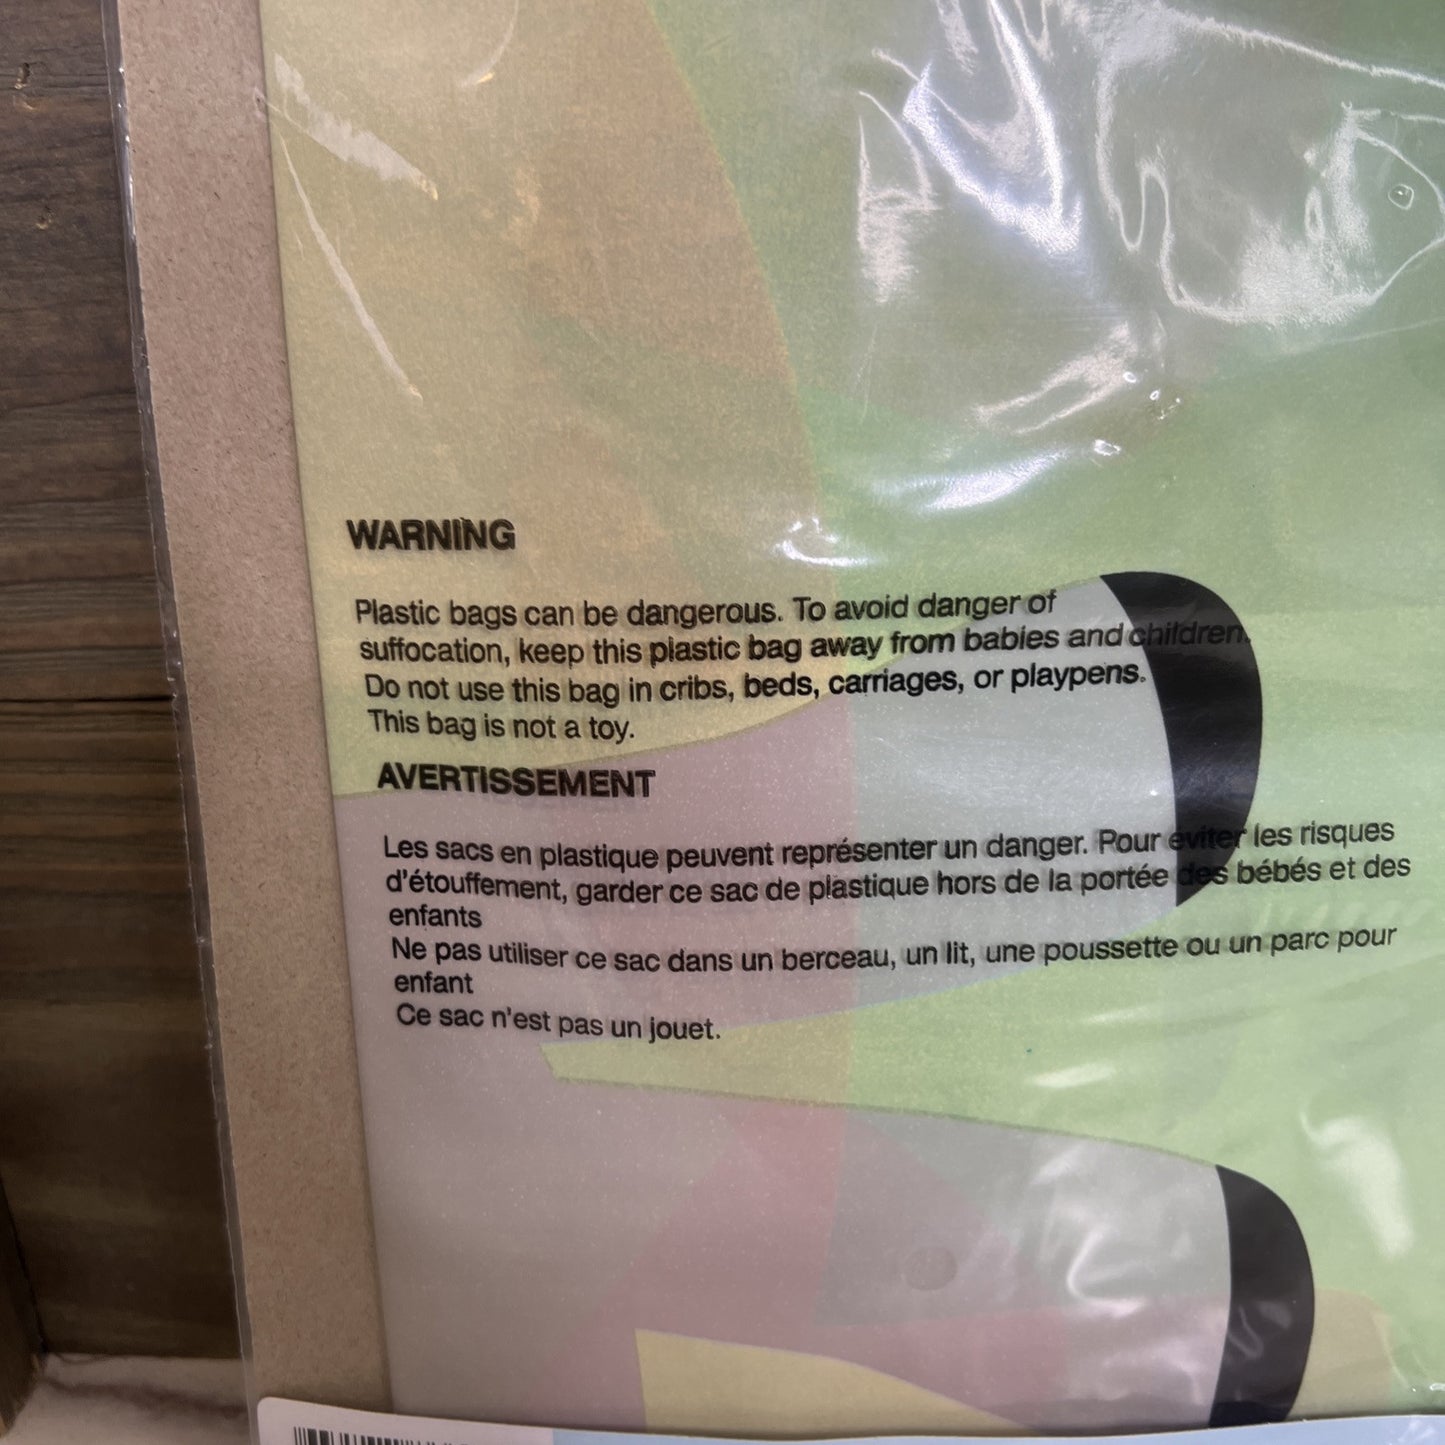 WARNING
Plastic bags can be dangerous. To avoid danger of
suffocation, keep this plastic bag away from babies and children.
Do not use this bag in cribs, beds, carriages, or playpens.
This bag is not a toy.
AVERTISSEMENT
Les sacs en plastique peuvent représenter un danger. Pour eviter les risques
d'étouffement, garder ce sac de plastique hors de la portée des bébés et des
enfants
Ne pas utiliser ce sac dans un berceau, un lit, une poussette ou un parc pour
enfant
Ce sac n'est pas un jouet.